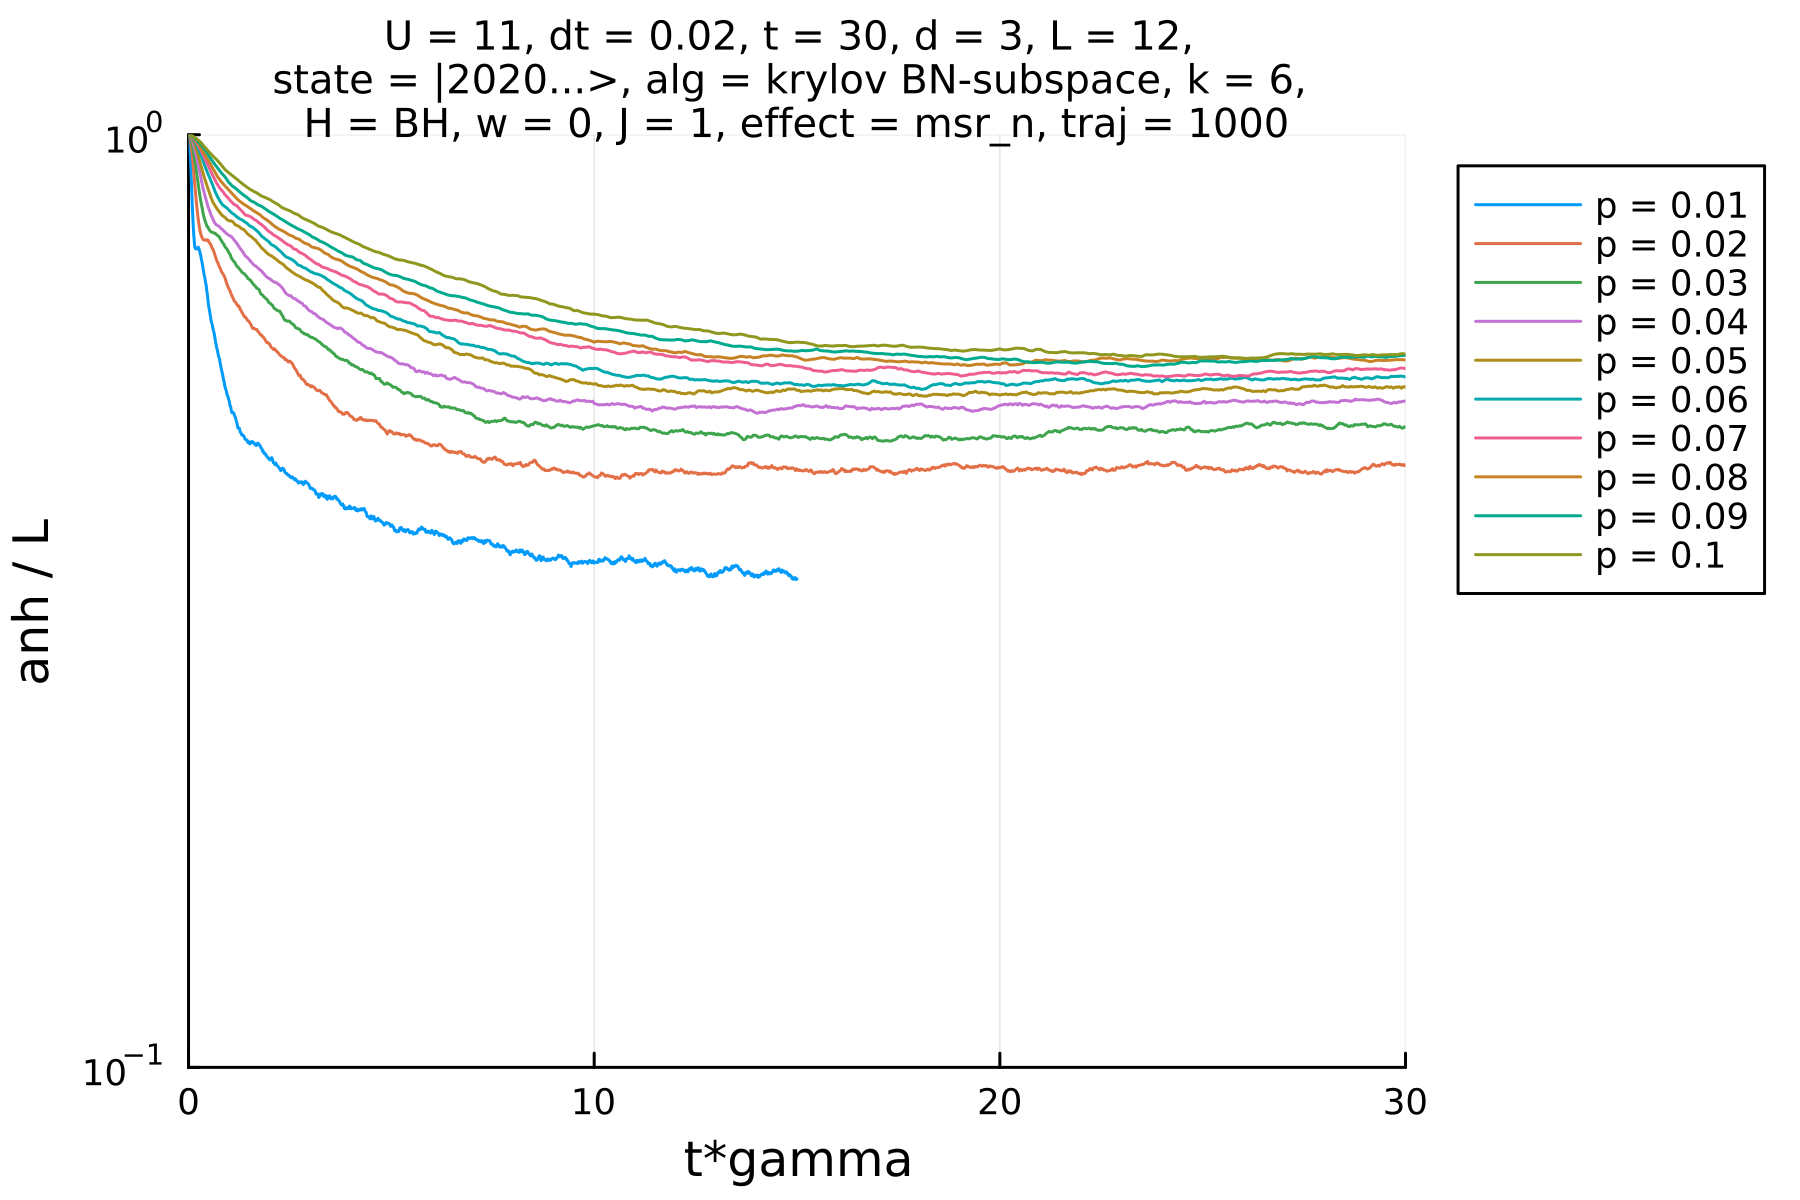 U = 11, dt = 0.02, t = 30, d = 3, L = 12,
state = |2020...>, alg = krylov BN-subspace, k = 6,
H = BH, w = 0, J = 1, effect = msr_n, traj = 1000
10⁰
10⁻¹
anh / L
0 10 20 30
t*gamma
p = 0.01
p = 0.02
p = 0.03
p = 0.04
p = 0.05
p = 0.06
p = 0.07
p = 0.08
p = 0.09
p = 0.1